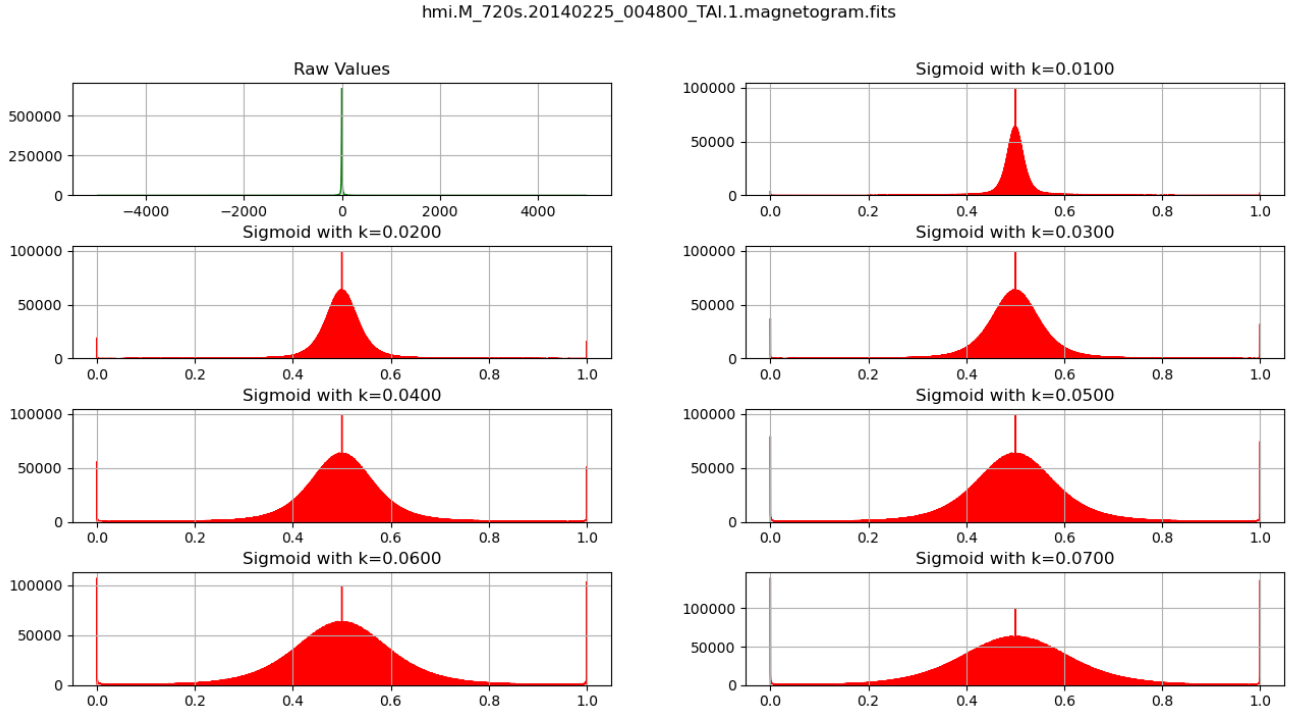 hmi.M_720s.20140225_004800_TAI.1.magnetogram.fits
Raw Values
500000
250000
0
−4000 −2000 0 2000 4000
Sigmoid with k=0.0100
100000
50000
0
0.0 0.2 0.4 0.6 0.8 1.0
Sigmoid with k=0.0200
100000
50000
0
0.0 0.2 0.4 0.6 0.8 1.0
Sigmoid with k=0.0300
100000
50000
0
0.0 0.2 0.4 0.6 0.8 1.0
Sigmoid with k=0.0400
100000
50000
0
0.0 0.2 0.4 0.6 0.8 1.0
Sigmoid with k=0.0500
100000
50000
0
0.0 0.2 0.4 0.6 0.8 1.0
Sigmoid with k=0.0600
100000
50000
0
0.0 0.2 0.4 0.6 0.8 1.0
Sigmoid with k=0.0700
100000
50000
0
0.0 0.2 0.4 0.6 0.8 1.0